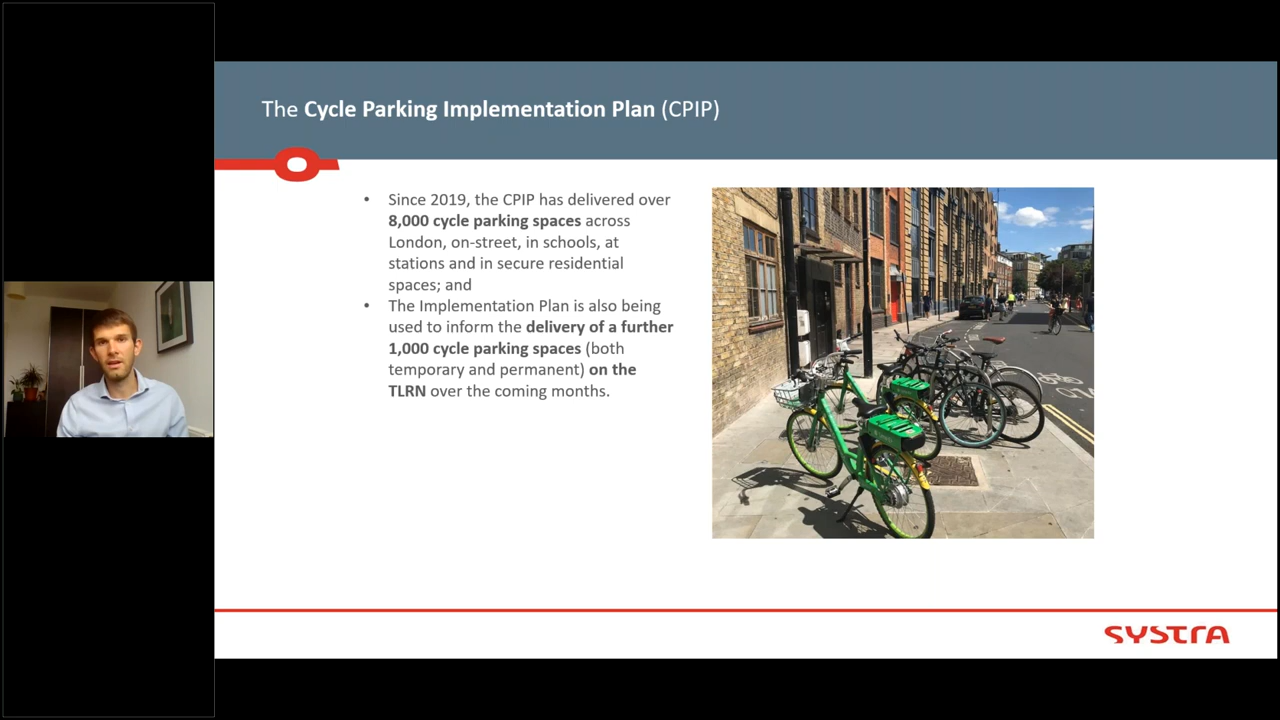 The Cycle Parking Implementation Plan (CPIP)
• Since 2019, the CPIP has delivered over
8,000 cycle parking spaces across
London, on-street, in schools, at
stations and in secure residential
spaces; and
• The Implementation Plan is also being
used to inform the delivery of a further
1,000 cycle parking spaces (both
temporary and permanent) on the
TLRN over the coming months.
SYSTRA